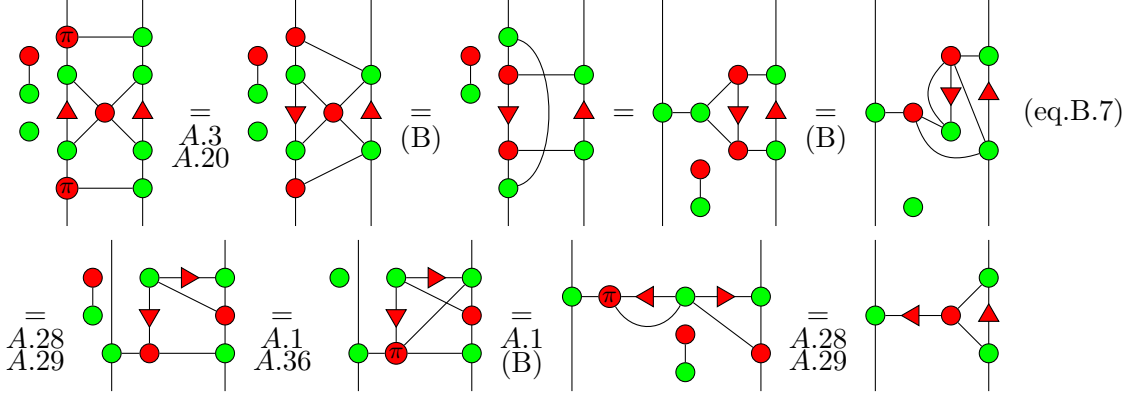 π
= = = = (eq.B.7)
A.3 (B) (B)
A.20
π
= = = =
A.28 A.1 A.1 A.28
A.29 A.36 (B) A.29
π π